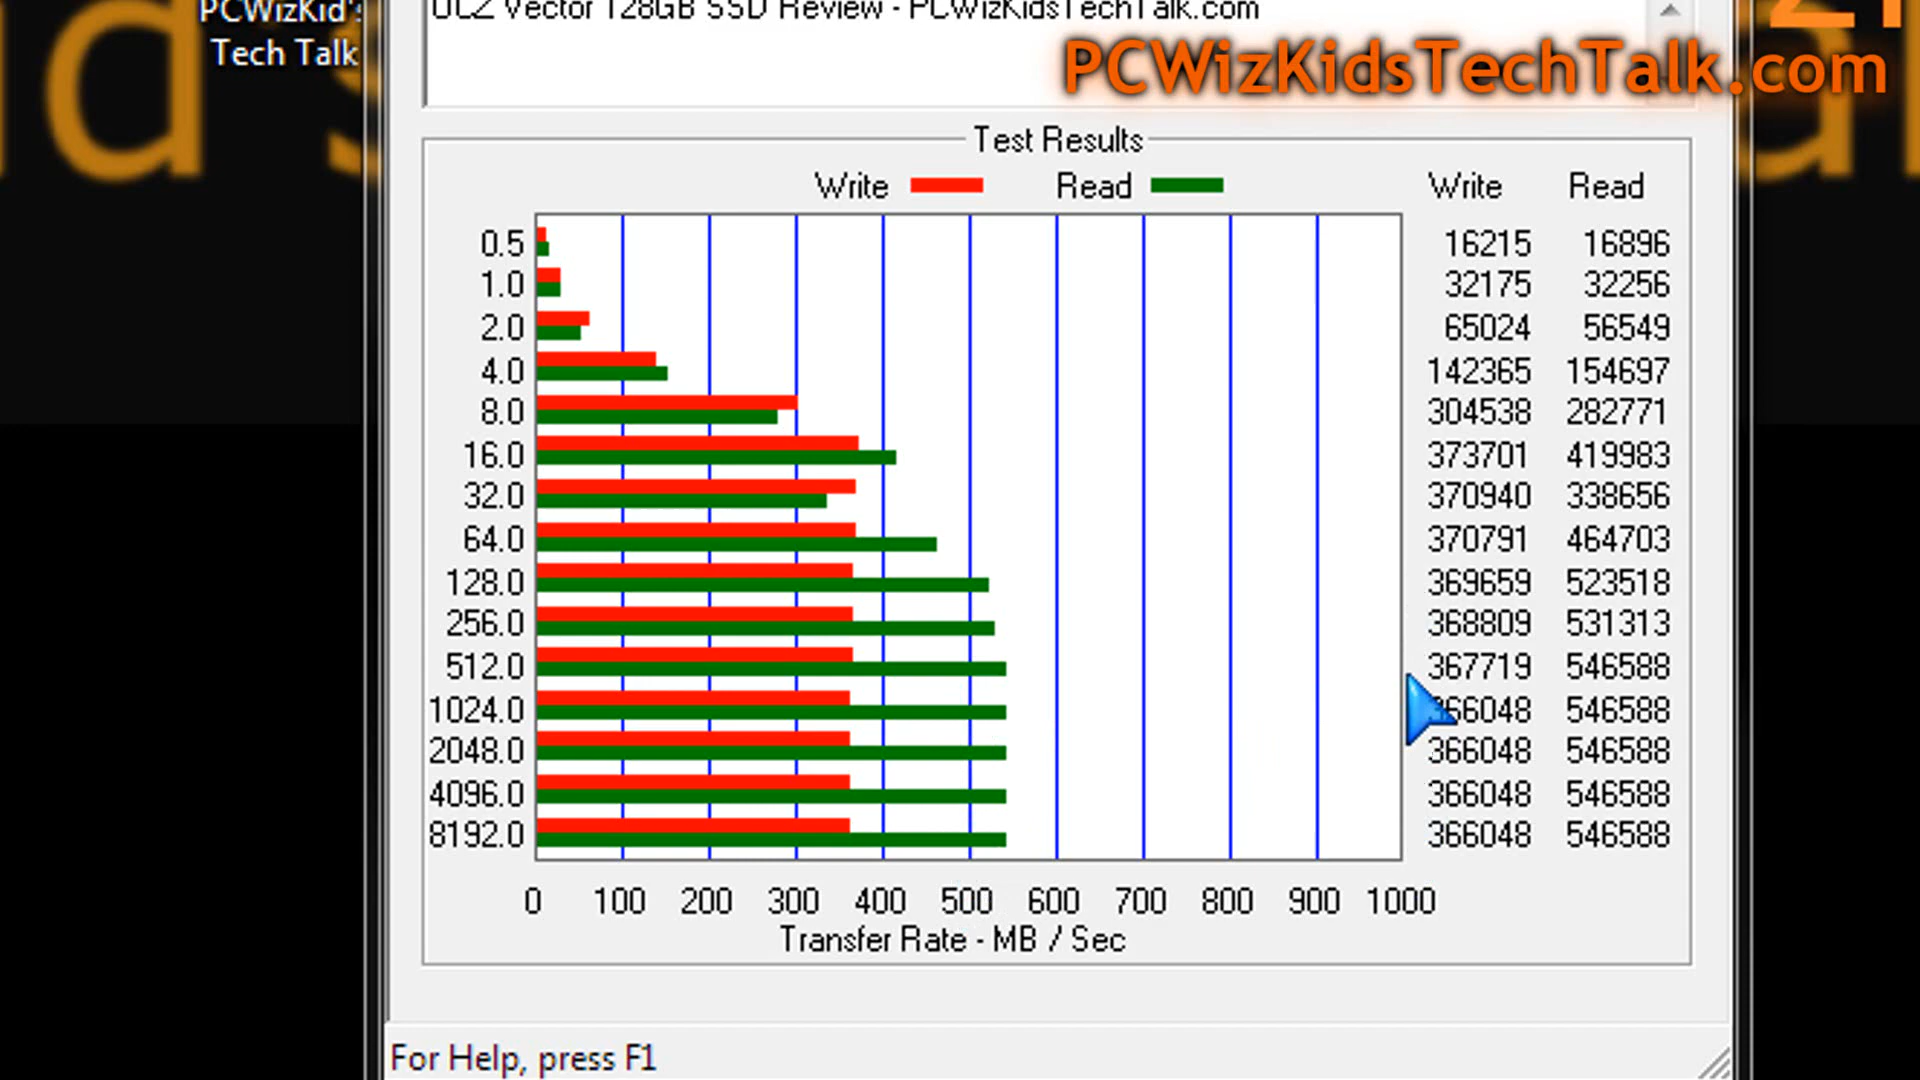 PCWizKid's
Tech Talk
OCZ Vector 128GB SSD Review - PCWizKidsTechTalk.com
PCWizKidsTechTalk.com
Test Results
Write Read Write Read
0.5 16215 16896
1.0 32175 32256
2.0 65024 56549
4.0 142365 154697
8.0 304538 282771
16.0 373701 419983
32.0 370940 338656
64.0 370791 464703
128.0 369659 523518
256.0 368809 531313
512.0 367719 546588
1024.0 366048 546588
2048.0 366048 546588
4096.0 366048 546588
8192.0 366048 546588
0 100 200 300 400 500 600 700 800 900 1000
Transfer Rate - MB / Sec
For Help, press F1